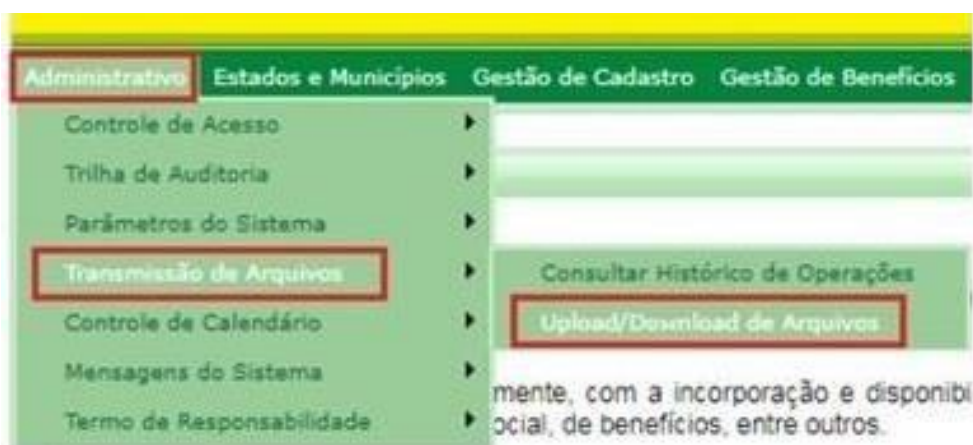 Administrativo Estados e Municípios Gestão de Cadastro Gestão de Benefícios
Controle de Acesso
Trilha de Auditoria
Parâmetros do Sistema
Transmissão de Arquivos
Consultar Histórico de Operações
Controle de Calendário
Upload/Download de Arquivos
Mensagens do Sistema
mente, com a incorporação e disponibi
Termo de Responsabilidade
ocial, de benefícios, entre outros.